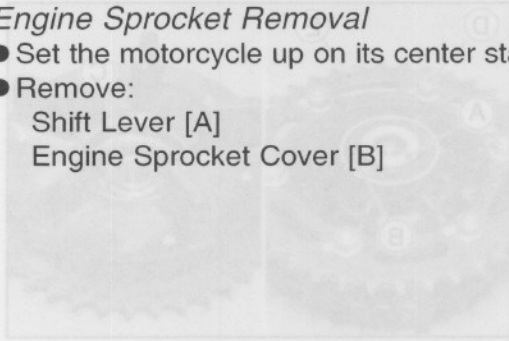 Engine Sprocket Removal
● Set the motorcycle up on its center
● Remove:
Shift Lever [A]
Engine Sprocket Cover [B]